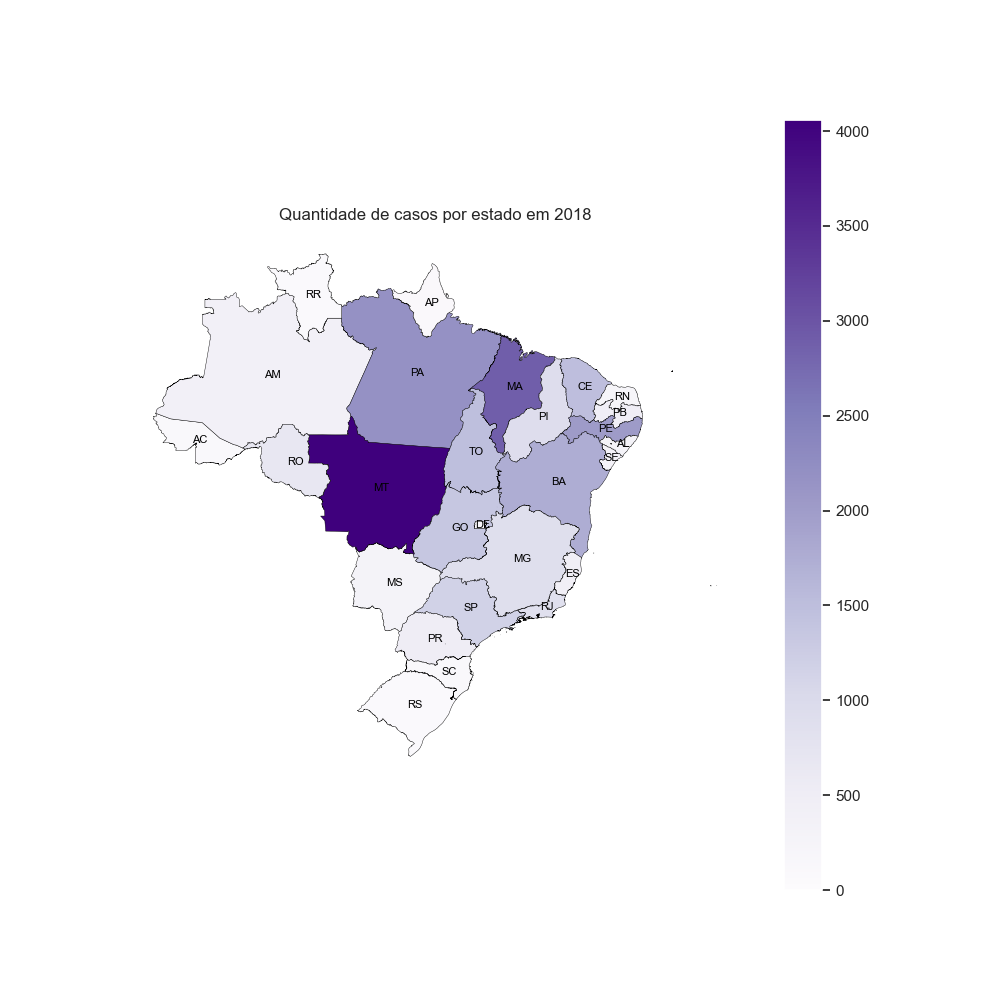 Quantidade de casos por estado em 2018
RR
AP
AM
PA
MA
CE
RN
PB
PI
PE
AL
SE
AC
RO
TO
BA
MT
GO
DF
MG
ES
MS
SP
RJ
PR
SC
RS
4000
3500
3000
2500
2000
1500
1000
500
0